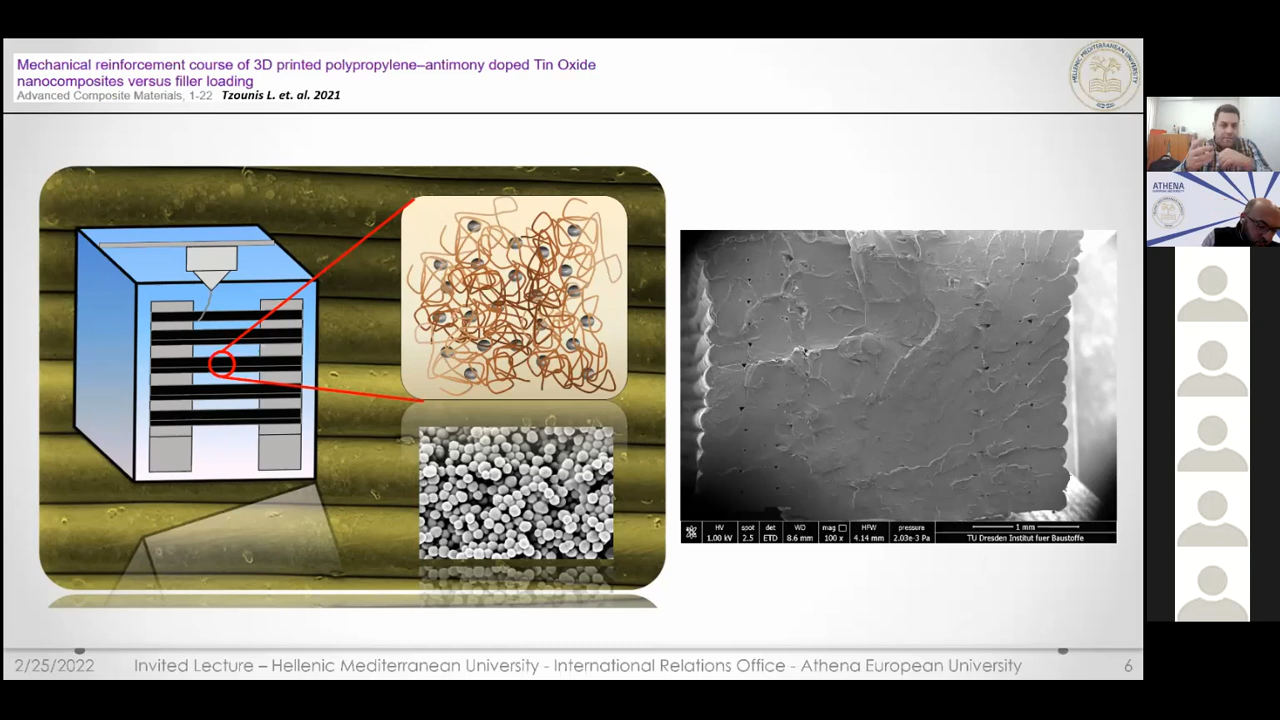 Mechanical reinforcement course of 3D printed polypropylene–antimony doped Tin Oxide
nanocomposites versus filler loading
Advanced Composite Materials, 1-22 Tzounis L. et. al. 2021
HELLENIC MEDITERRANEAN UNIVERSITY
ATHENA
HV spot det WD mag HFW pressure 1 mm
1.00 kV 2.5 ETD 8.6 mm 100 x 4.14 mm 2.03e-3 Pa TU Dresden Institut fuer Baustoffe
2/25/2022 Invited Lecture – Hellenic Mediterranean University - International Relations Office - Athena European University 6